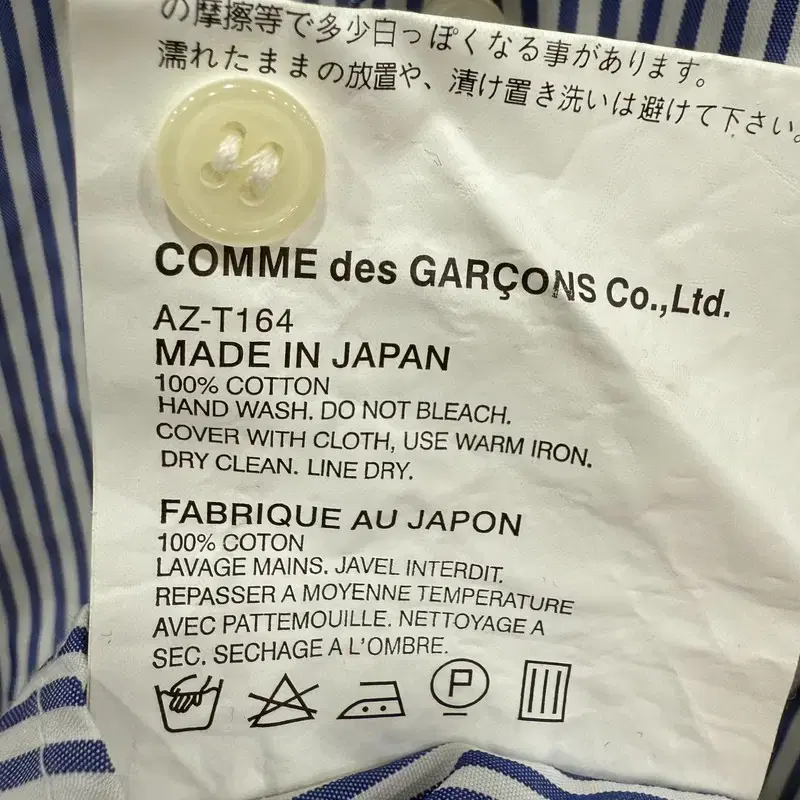 の摩擦等で多少白っぽくなる事があります。
濡れたままの放置や、漬け置き洗いは避けて下さい。
COMME des GARÇONS Co.,Ltd.
AZ-T164
MADE IN JAPAN
100% COTTON
HAND WASH. DO NOT BLEACH.
COVER WITH CLOTH, USE WARM IRON.
DRY CLEAN. LINE DRY.
FABRIQUE AU JAPON
100% COTON
LAVAGE MAINS. JAVEL INTERDIT.
REPASSER A MOYENNE TEMPERATURE
AVEC PATTEMOUILLE. NETTOYAGE A
SEC. SECHAGE A L'OMBRE.
P